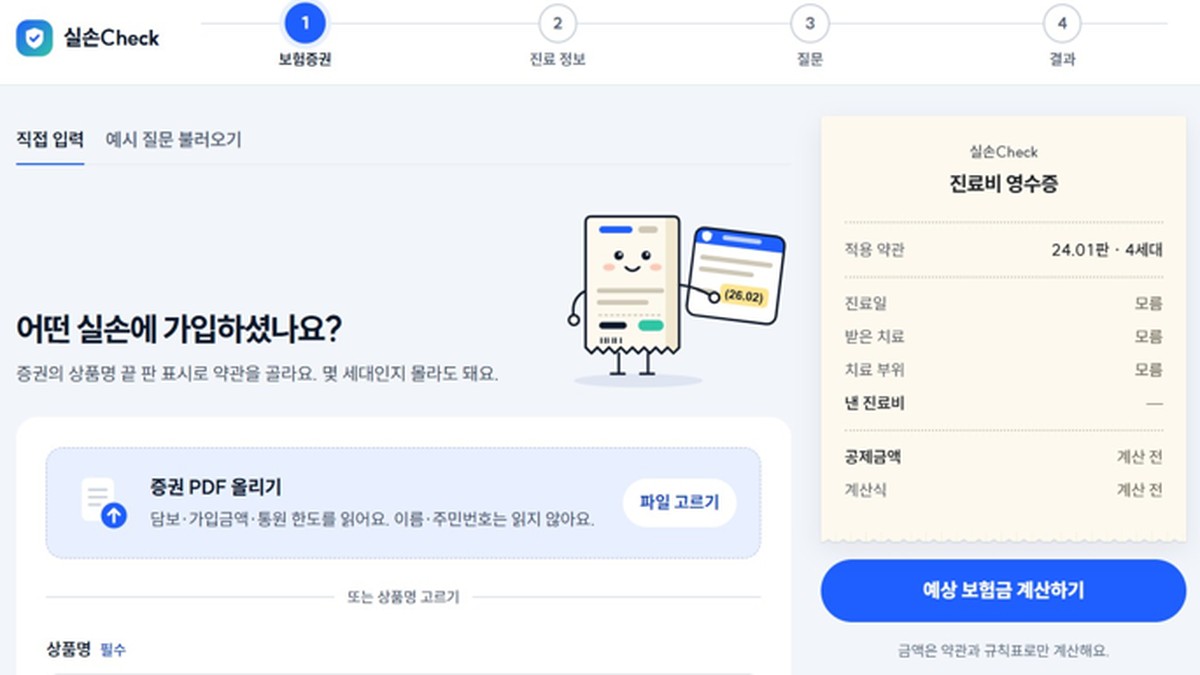 실손Check
1
보험증권
2
진료 정보
3
질문
4
결과
직접 입력
예시 질문 불러오기
(26.02)
어떤 실손에 가입하셨나요?
증권의 상품명 끝 판 표시로 약관을 골라요. 몇 세대인지 몰라도 돼요.
증권 PDF 올리기
담보·가입금액·통원 한도를 읽어요. 이름·주민번호는 읽지 않아요.
파일 고르기
또는 상품명 고르기
상품명 필수
실손Check
진료비 영수증
적용 약관 24.01판 · 4세대
진료일 모름
받은 치료 모름
치료 부위 모름
낸 진료비 —
공제금액 계산 전
계산식 계산 전
예상 보험금 계산하기
금액은 약관과 규칙표로만 계산해요.